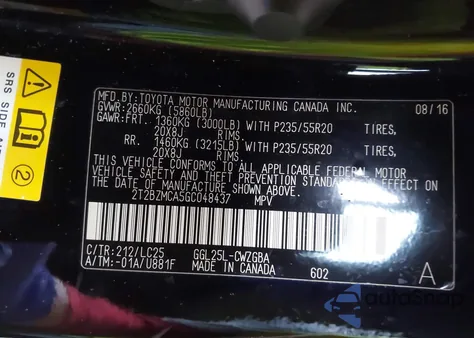 MFD.BY:TOYOTA MOTOR MANUFACTURING CANADA INC. 08/16
GVWR:2660KG (5860LB)
GAWR:FRT. 1360KG (3000LB) WITH P235/55R20 TIRES,
20X8J RIMS
RR. 1460KG (3215LB) WITH P235/55R20 TIRES,
20X8J RIMS
THIS VEHICLE CONFORMS TO ALL APPLICABLE FEDERAL MOTOR
VEHICLE SAFETY AND THEFT PREVENTION STANDARDS IN EFFECT ON
THE DATE OF MANUFACTURE SHOWN ABOVE.
2T2BZMCA5GC048437 MPV
C/TR:212/LC25 GGL25L-CWZGBA
A/TM:-01A/U881F MADE IN CANADA 602 A
SRS SIDE
2